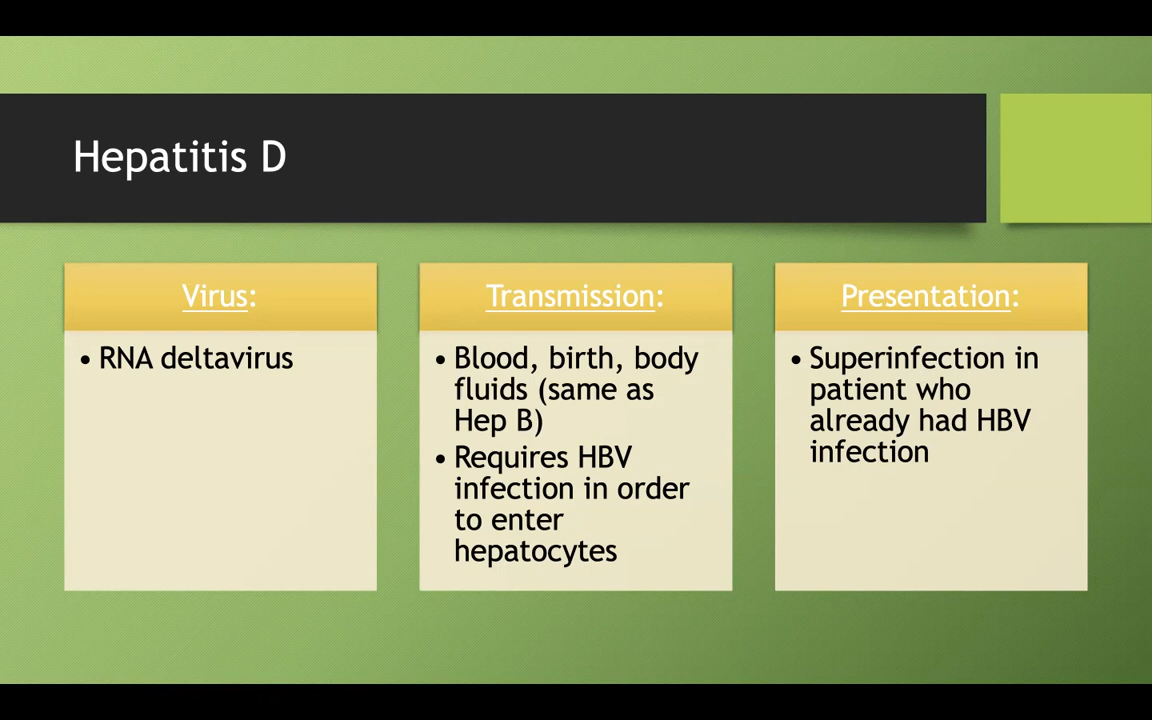 Hepatitis D
Virus:
• RNA deltavirus
Transmission:
• Blood, birth, body
fluids (same as
Hep B)
• Requires HBV
infection in order
to enter
hepatocytes
Presentation:
• Superinfection in
patient who
already had HBV
infection